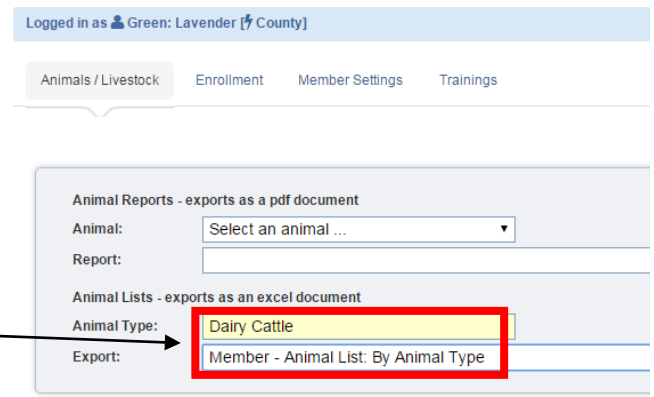 Logged in as Green: Lavender [ County]
Animals / Livestock Enrollment Member Settings Trainings
Animal Reports - exports as a pdf document
Animal: Select an animal ...
Report:
Animal Lists - exports as an excel document
Animal Type: Dairy Cattle
Export: Member - Animal List: By Animal Type